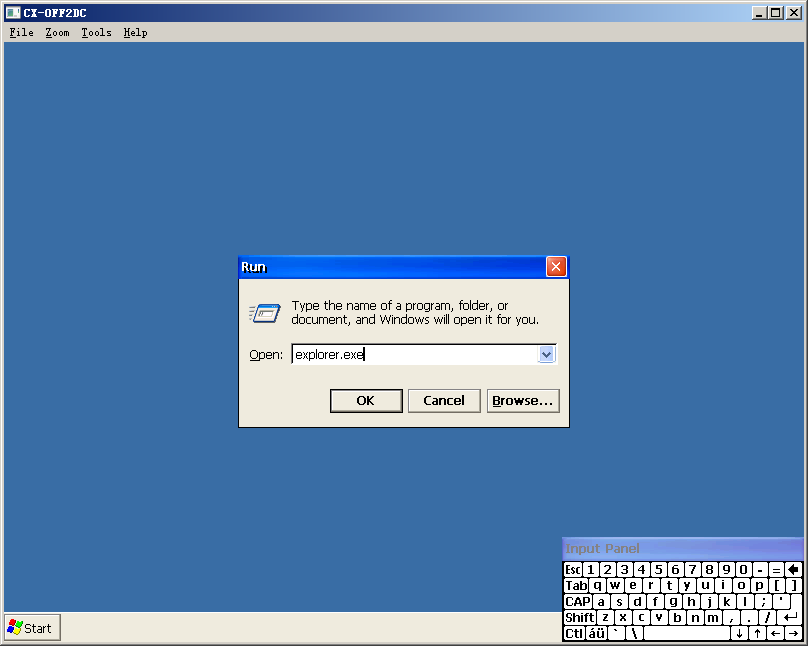 CX-OFF2DC
File Zoom Tools Help
Run
Type the name of a program, folder, or
document, and Windows will open it for you.
Open: explorer.exe
OK Cancel Browse...
Input Panel
Esc 1 2 3 4 5 6 7 8 9 0 - = 🡄
Tab q w e r t y u i o p [ ]
CAP a s d f g h j k l ; '
Shift z x c v b n m , . / ↵
Ctl áü ` \ ↓ ↑ ← →
Start